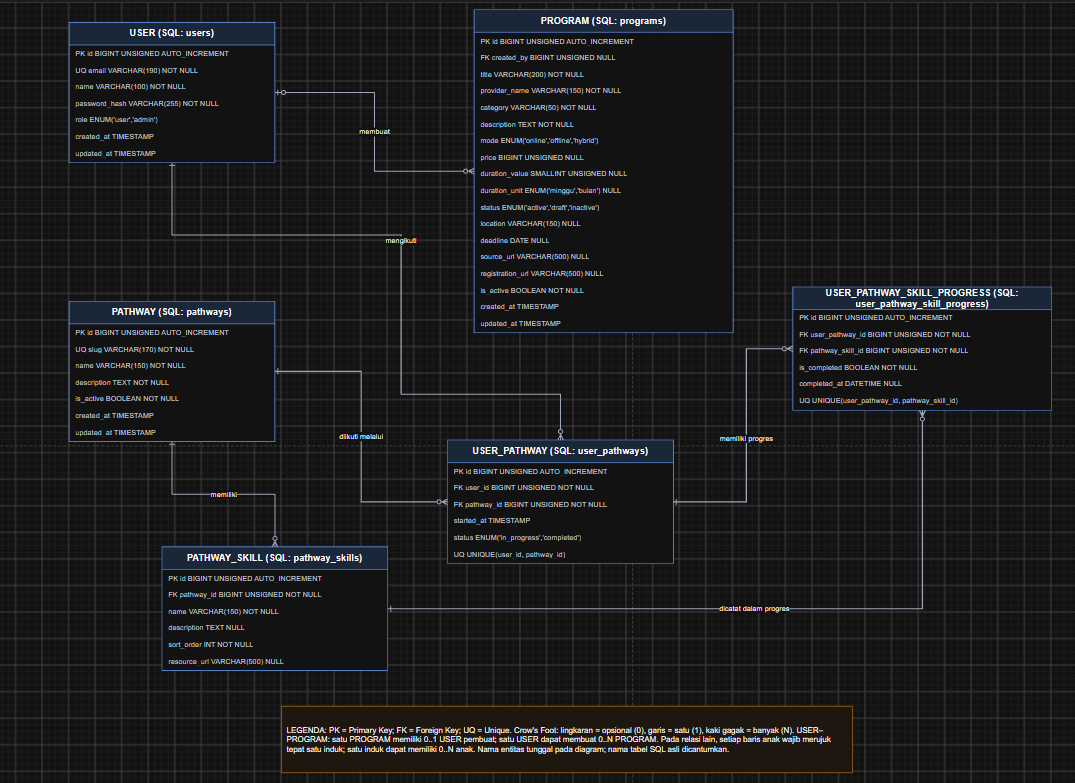 USER (SQL: users)
PK id BIGINT UNSIGNED AUTO_INCREMENT
UQ email VARCHAR(190) NOT NULL
name VARCHAR(100) NOT NULL
password_hash VARCHAR(255) NOT NULL
role ENUM('user','admin')
created_at TIMESTAMP
updated_at TIMESTAMP
membuat
PROGRAM (SQL: programs)
PK id BIGINT UNSIGNED AUTO_INCREMENT
FK created_by BIGINT UNSIGNED NULL
title VARCHAR(200) NOT NULL
provider_name VARCHAR(150) NOT NULL
category VARCHAR(50) NOT NULL
description TEXT NOT NULL
mode ENUM('online','offline','hybrid')
price BIGINT UNSIGNED NULL
duration_value SMALLINT UNSIGNED NULL
duration_unit ENUM('minggu','bulan') NULL
status ENUM('active','draft','inactive')
location VARCHAR(150) NULL
deadline DATE NULL
source_url VARCHAR(500) NULL
registration_url VARCHAR(500) NULL
is_active BOOLEAN NOT NULL
created_at TIMESTAMP
updated_at TIMESTAMP
mengikuti
PATHWAY (SQL: pathways)
PK id BIGINT UNSIGNED AUTO_INCREMENT
UQ slug VARCHAR(170) NOT NULL
name VARCHAR(150) NOT NULL
description TEXT NOT NULL
is_active BOOLEAN NOT NULL
created_at TIMESTAMP
updated_at TIMESTAMP
USER_PATHWAY_SKILL_PROGRESS (SQL:
user_pathway_skill_progress)
PK id BIGINT UNSIGNED AUTO_INCREMENT
FK user_pathway_id BIGINT UNSIGNED NOT NULL
FK pathway_skill_id BIGINT UNSIGNED NOT NULL
is_completed BOOLEAN NOT NULL
completed_at DATETIME NULL
UQ UNIQUE(user_pathway_id, pathway_skill_id)
diikuti melalui
memiliki progres
USER_PATHWAY (SQL: user_pathways)
PK id BIGINT UNSIGNED AUTO_INCREMENT
FK user_id BIGINT UNSIGNED NOT NULL
FK pathway_id BIGINT UNSIGNED NOT NULL
started_at TIMESTAMP
status ENUM('in_progress','completed')
UQ UNIQUE(user_id, pathway_id)
memiliki
PATHWAY_SKILL (SQL: pathway_skills)
PK id BIGINT UNSIGNED AUTO_INCREMENT
FK pathway_id BIGINT UNSIGNED NOT NULL
name VARCHAR(150) NOT NULL
description TEXT NULL
sort_order INT NOT NULL
resource_url VARCHAR(500) NULL
dicatat dalam progres
LEGENDA: PK = Primary Key; FK = Foreign Key; UQ = Unique. Crow's Foot: lingkaran = opsional (0), garis = satu (1), kaki gagak = banyak (N). USER–
PROGRAM: satu PROGRAM memiliki 0..1 USER pembuat; satu USER dapat membuat 0..N PROGRAM. Pada relasi lain, setiap baris anak wajib merujuk
tepat satu induk; satu induk dapat memiliki 0..N anak. Nama entitas tunggal pada diagram; nama tabel SQL asli dicantumkan.